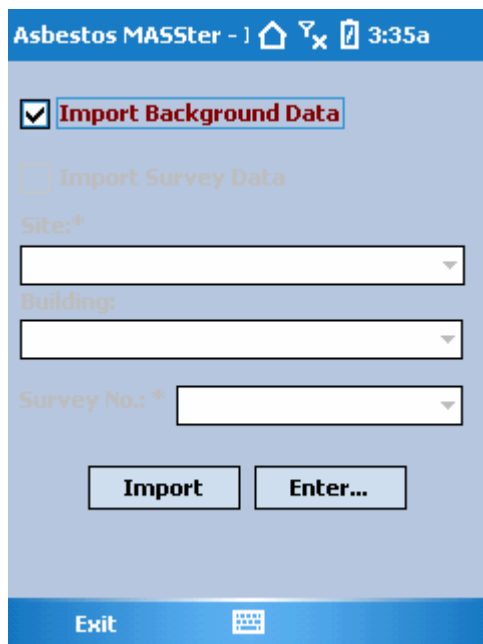 Asbestos MASSter - 3:35a
Import Background Data
Import Survey Data
Site:*
Building:
Survey No.: *
Import Enter...
Exit